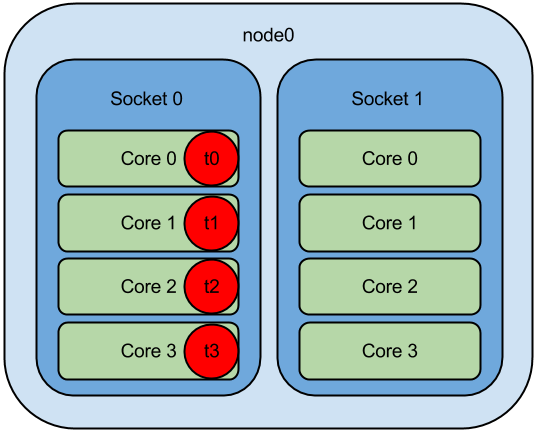 node0
Socket 0
Core 0 t0
Core 1 t1
Core 2 t2
Core 3 t3
Socket 1
Core 0
Core 1
Core 2
Core 3